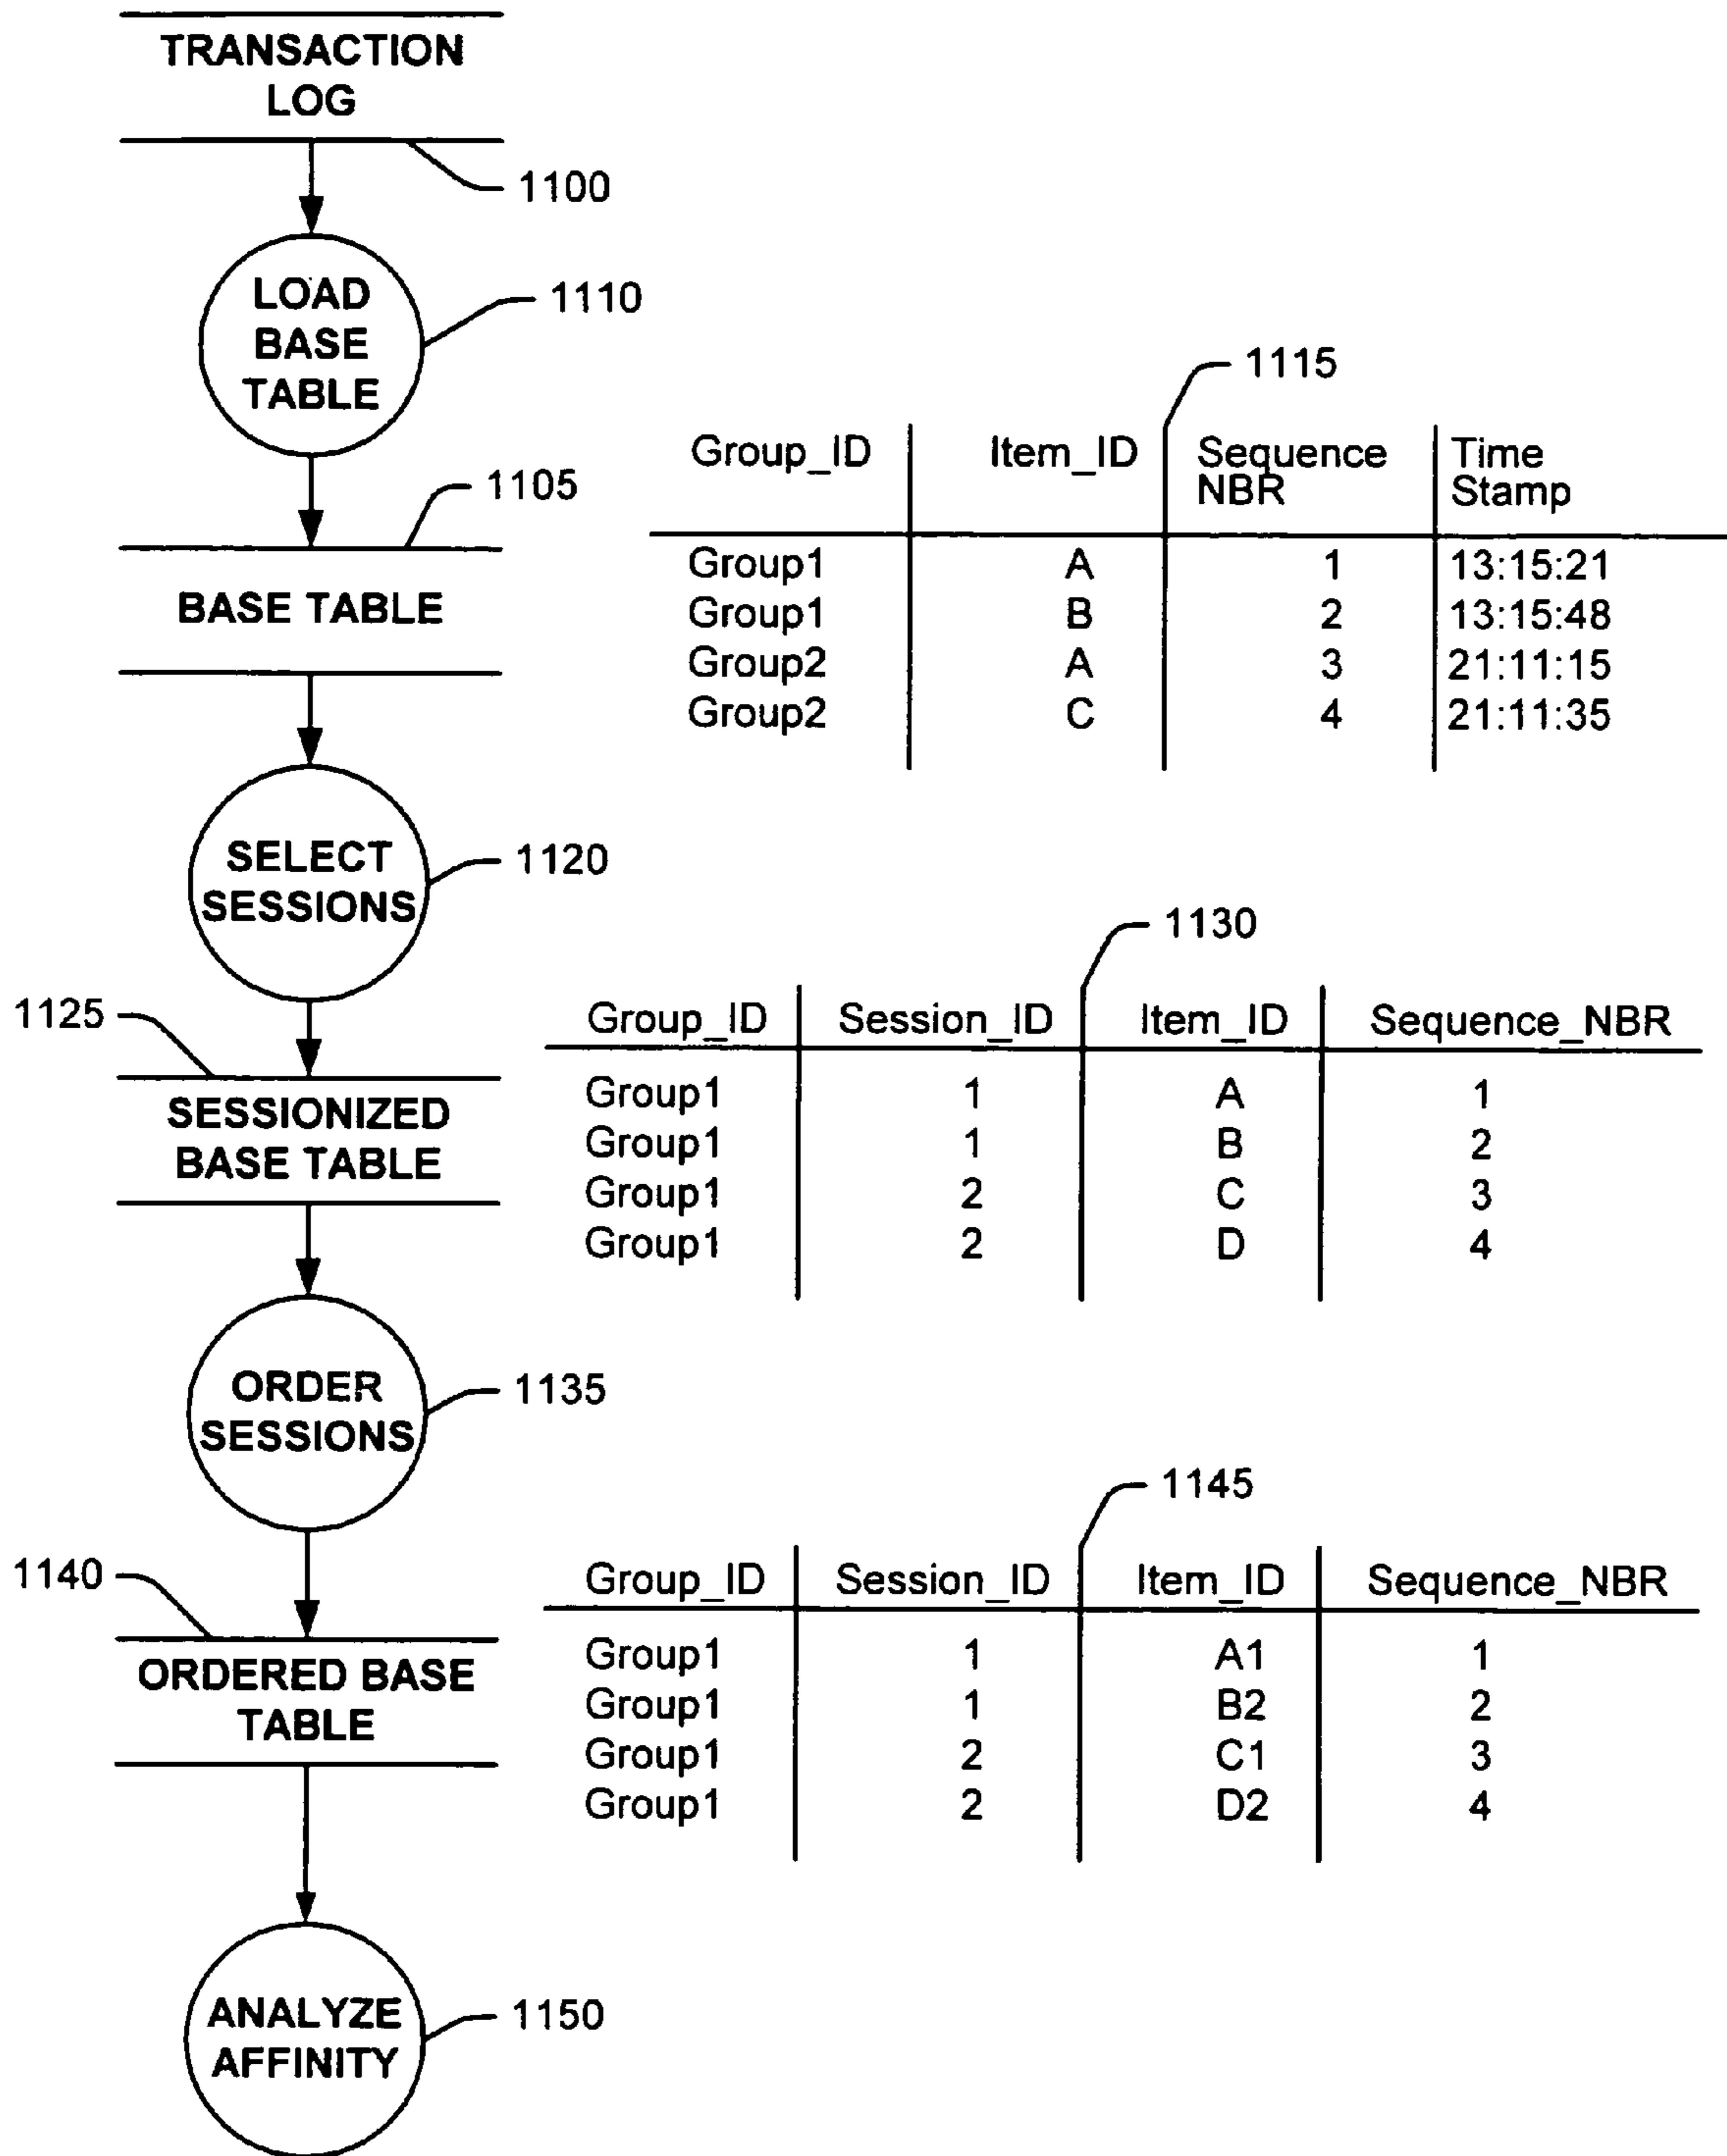 TRANSACTION
LOG
1100
LOAD
BASE
TABLE
1110
1105
BASE TABLE
1115
Group_ID Item_ID Sequence NBR Time Stamp
Group1 A 1 13:15:21
Group1 B 2 13:15:48
Group2 A 3 21:11:15
Group2 C 4 21:11:35
SELECT
SESSIONS
1120
1125
SESSIONIZED
BASE TABLE
1130
Group_ID Session_ID Item_ID Sequence_NBR
Group1 1 A 1
Group1 1 B 2
Group1 2 C 3
Group1 2 D 4
ORDER
SESSIONS
1135
1140
ORDERED BASE
TABLE
1145
Group_ID Session_ID Item_ID Sequence_NBR
Group1 1 A1 1
Group1 1 B2 2
Group1 2 C1 3
Group1 2 D2 4
ANALYZE
AFFINITY
1150